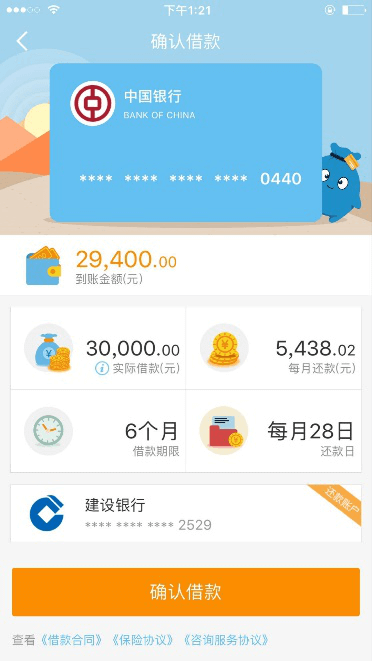 下午1:21
确认借款
中国银行
BANK OF CHINA
**** **** **** **** 0440
29,400.00
到账金额(元)
30,000.00
实际借款(元)
5,438.02
每月还款(元)
6个月
借款期限
每月28日
还款日
建设银行
**** **** **** 2529
还款账户
确认借款
查看《借款合同》《保险协议》《咨询服务协议》